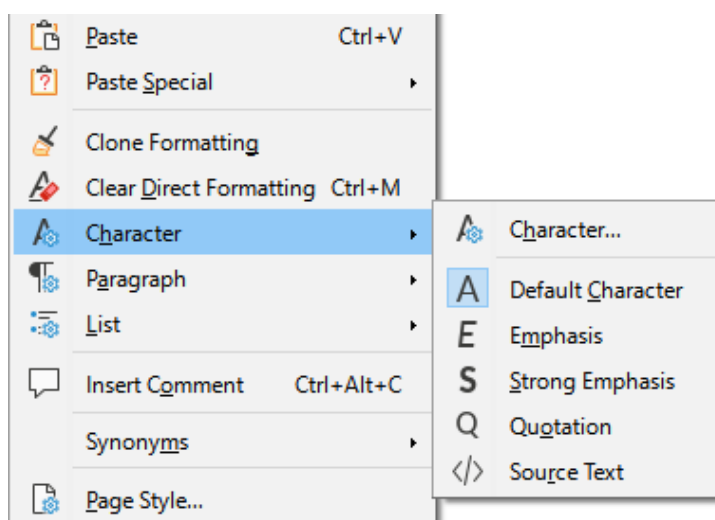 Paste Ctrl+V
Paste Special
Clone Formatting
Clear Direct Formatting Ctrl+M
Character
Paragraph
List
Insert Comment Ctrl+Alt+C
Synonyms
Page Style...
Character...
A Default Character
E Emphasis
S Strong Emphasis
Q Quotation
</> Source Text